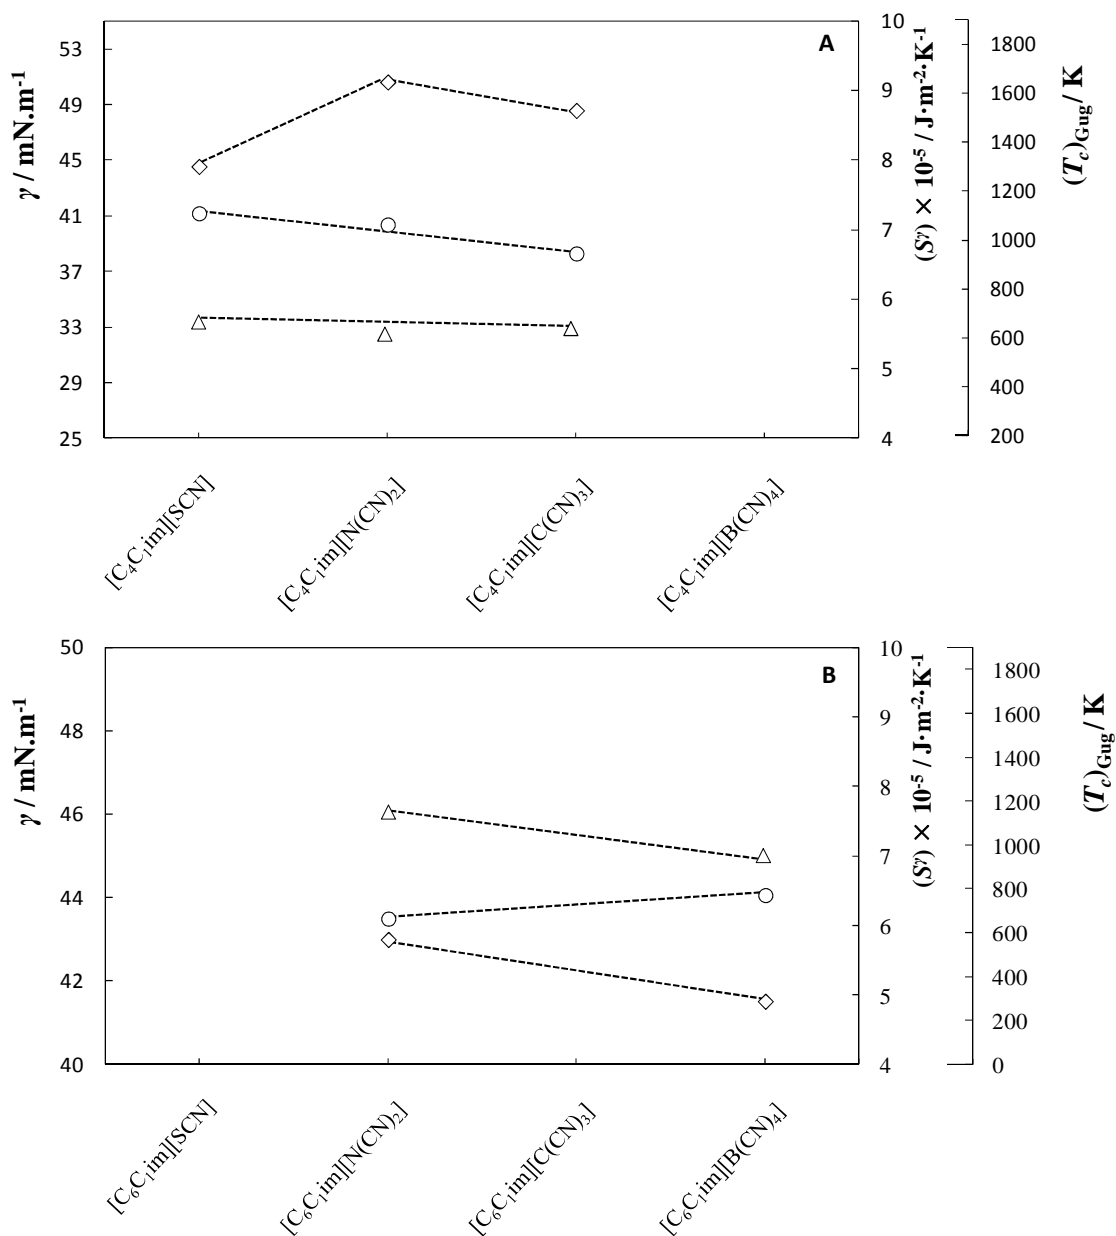 A
53
49
45
41
37
33
29
25
γ / mN.m-1
10
9
8
7
6
5
4
(Sγ) × 10-5 / J·m-2·K-1
1800
1600
1400
1200
1000
800
600
400
200
(Tc)Gug/ K
[C4C1im][SCN]
[C4C1im][N(CN)2]
[C4C1im][C(CN)3]
[C4C1im][B(CN)4]
B
50
48
46
44
42
40
γ / mN.m-1
10
9
8
7
6
5
4
(Sγ) × 10-5 / J·m-2·K-1
1800
1600
1400
1200
1000
800
600
400
200
0
(Tc)Gug/ K
[C6C1im][SCN]
[C6C1im][N(CN)2]
[C6C1im][C(CN)3]
[C6C1im][B(CN)4]